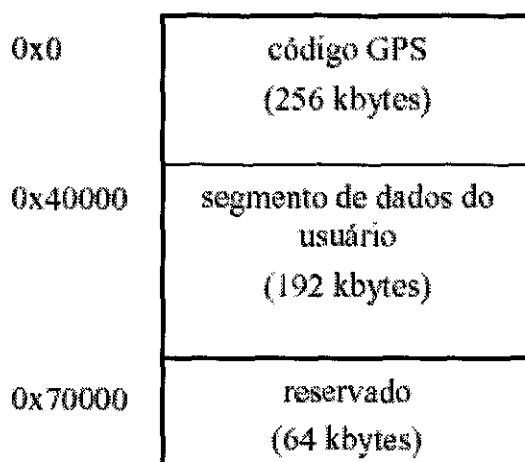 0x0
código GPS
(256 kbytes)
0x40000
segmento de dados do
usuário
(192 kbytes)
0x70000
reservado
(64 kbytes)